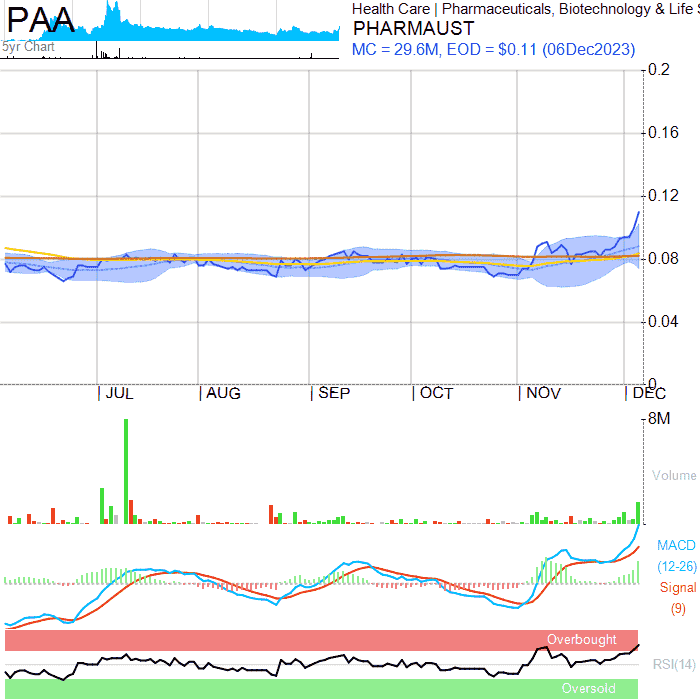 PAA
5yr Chart
Health Care | Pharmaceuticals, Biotechnology & Life S
PHARMAUST
MC = 29.6M, EOD = $0.11 (06Dec2023)
0.2
0.16
0.12
0.08
0.04
0
| JUL | AUG | SEP | OCT | NOV | DEC
8M
Volume
MACD
(12-26)
Signal
(9)
Overbought
RSI(14)
Oversold